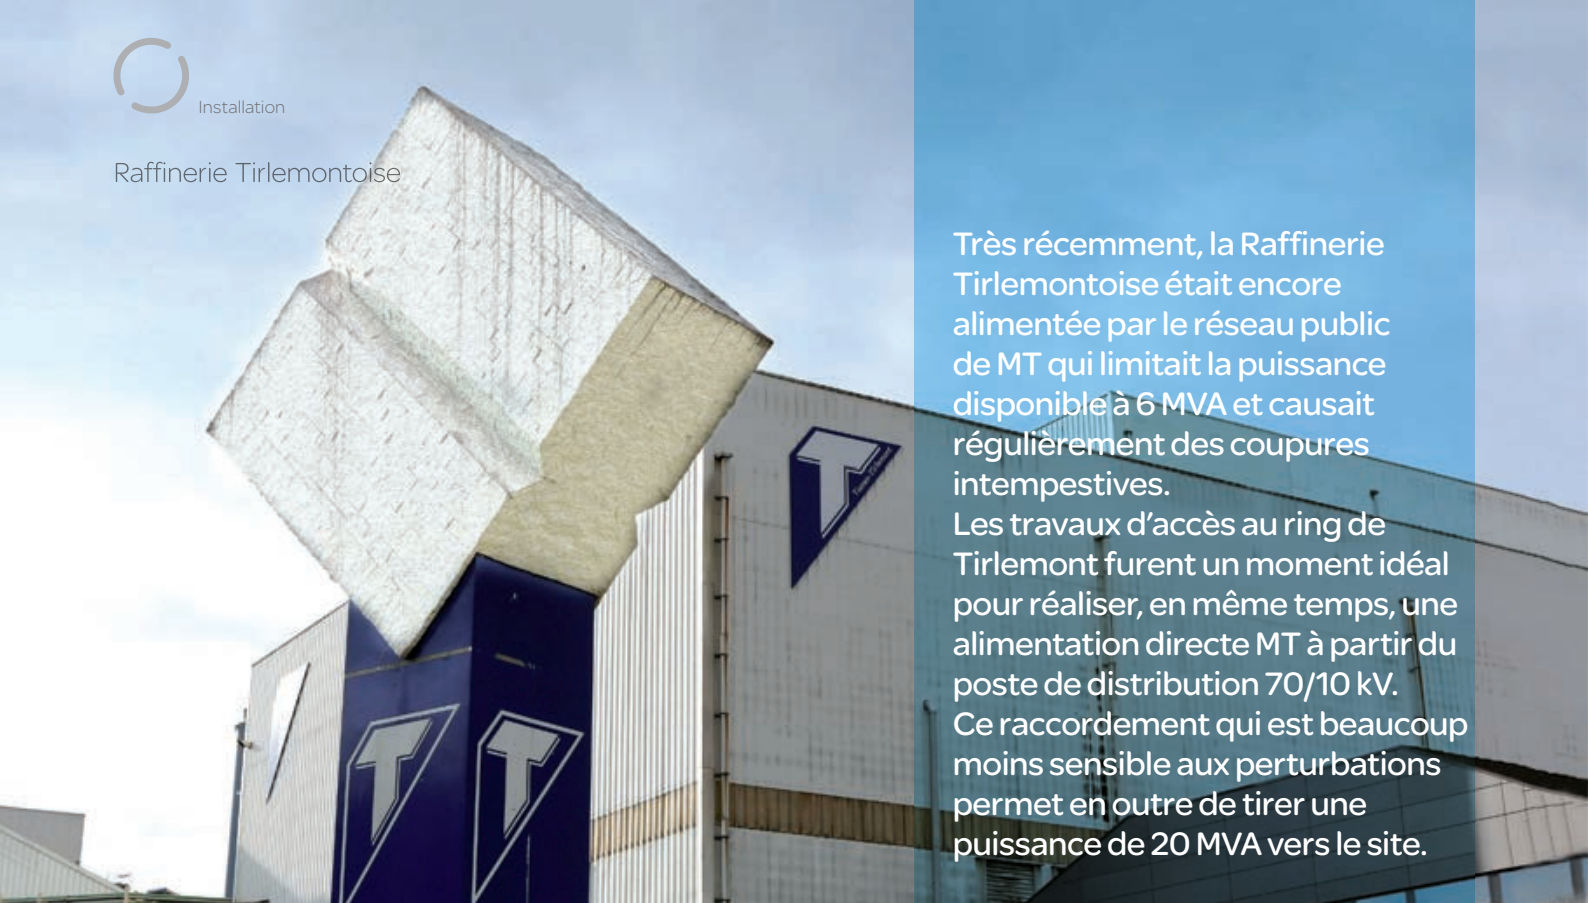 Installation
Raffinerie Tirlemontoise
Très récemment, la Raffinerie
Tirlemontoise était encore
alimentée par le réseau public
de MT qui limitait la puissance
disponible à 6 MVA et causait
régulièrement des coupures
intempestives.
Les travaux d’accès au ring de
Tirlemont furent un moment idéal
pour réaliser, en même temps, une
alimentation directe MT à partir du
poste de distribution 70/10 kV.
Ce raccordement qui est beaucoup
moins sensible aux perturbations
permet en outre de tirer une
puissance de 20 MVA vers le site.
T
T
T